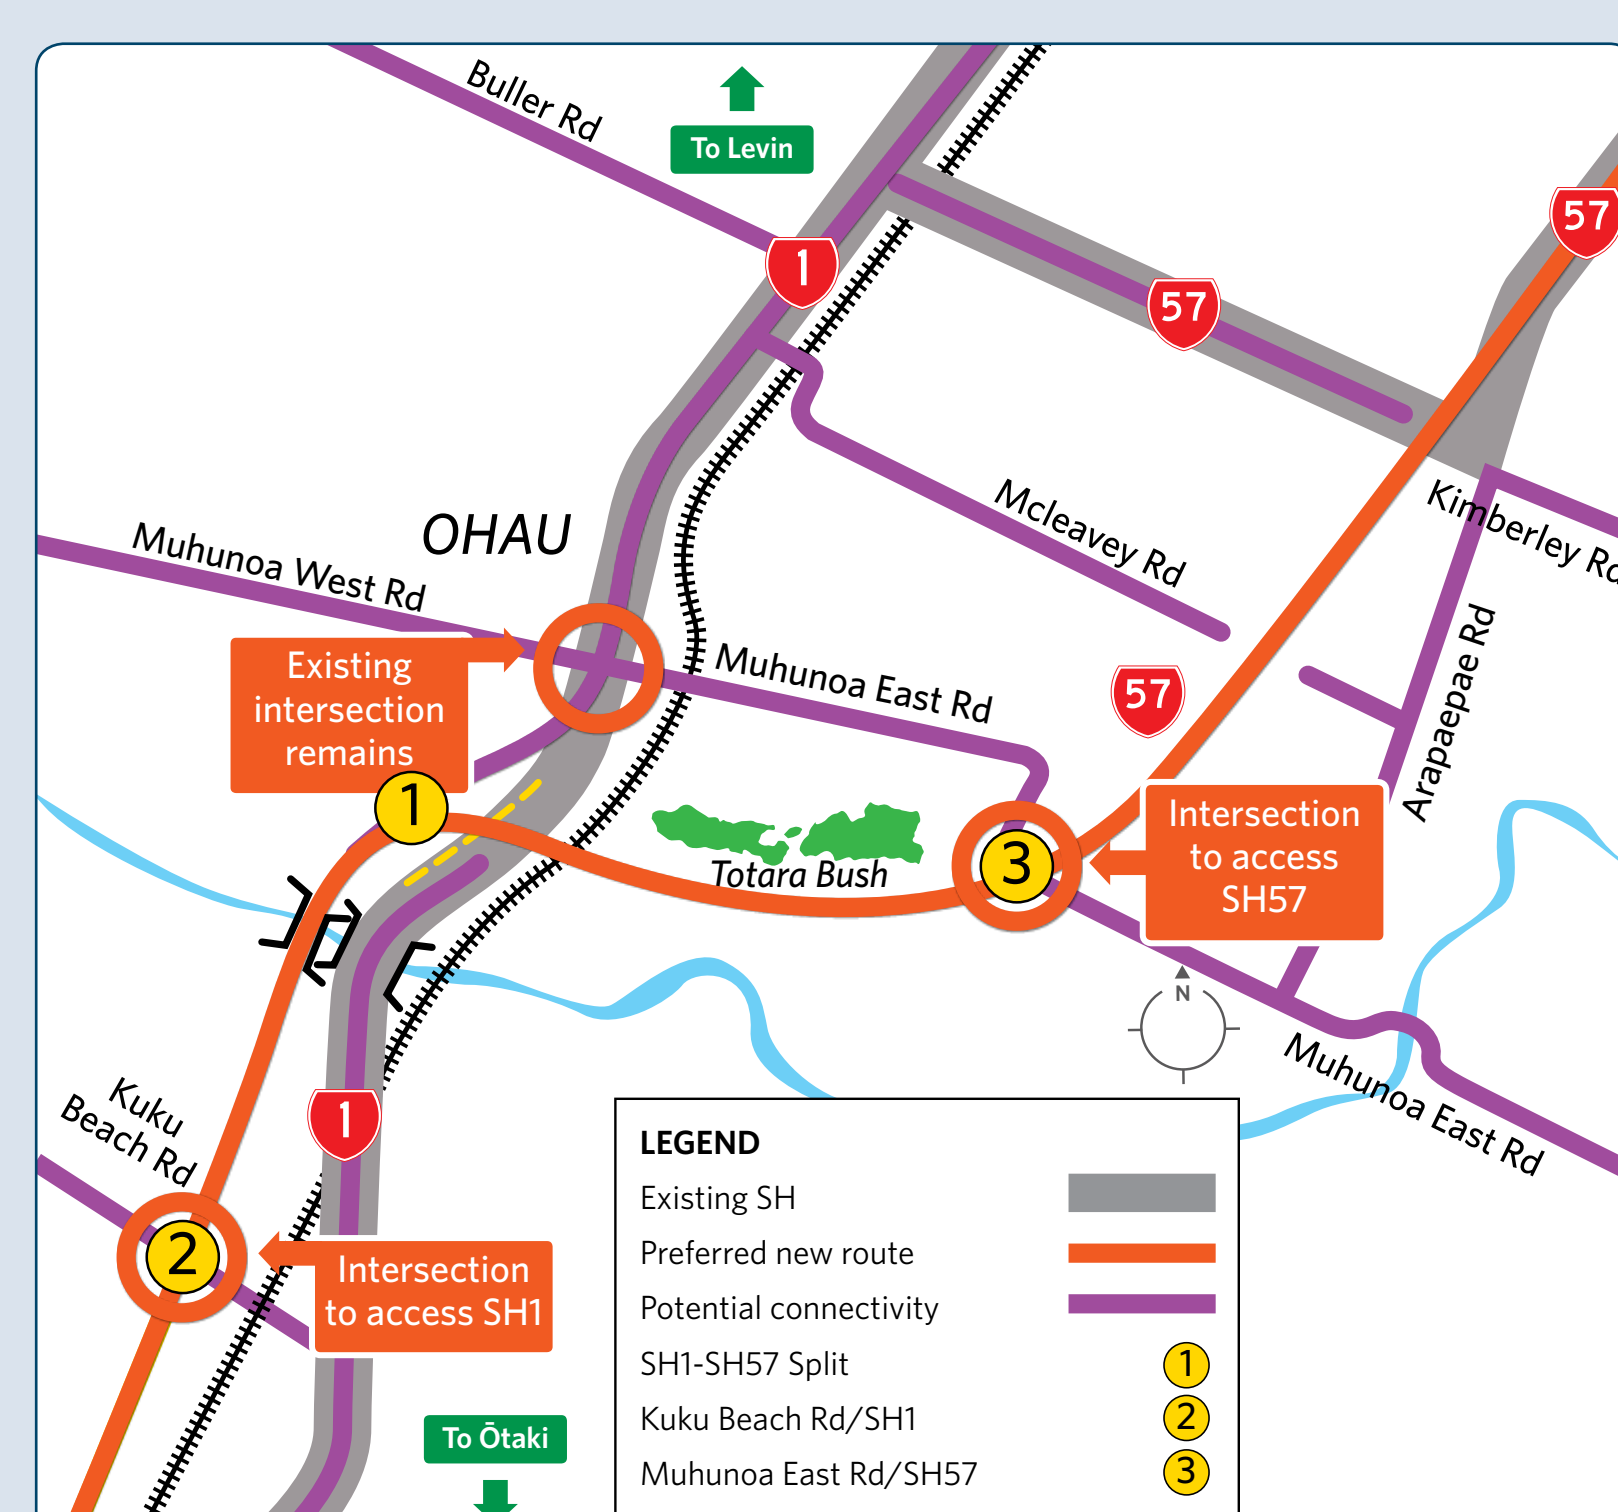 Buller Rd
To Levin
57
1
57
Mcleavey Rd
Kimberley Rd
OHAU
Muhunoa West Rd
Existing
intersection
remains
Muhunoa East Rd
57
Arapaepae Rd
1
Intersection
to access
SH57
3
Totara Bush
N
Muhunoa East Rd
Kuku
Beach Rd
1
2
Intersection
to access SH1
To Ōtaki
LEGEND
Existing SH
Preferred new route
Potential connectivity
SH1-SH57 Split 1
Kuku Beach Rd/SH1 2
Muhunoa East Rd/SH57 3